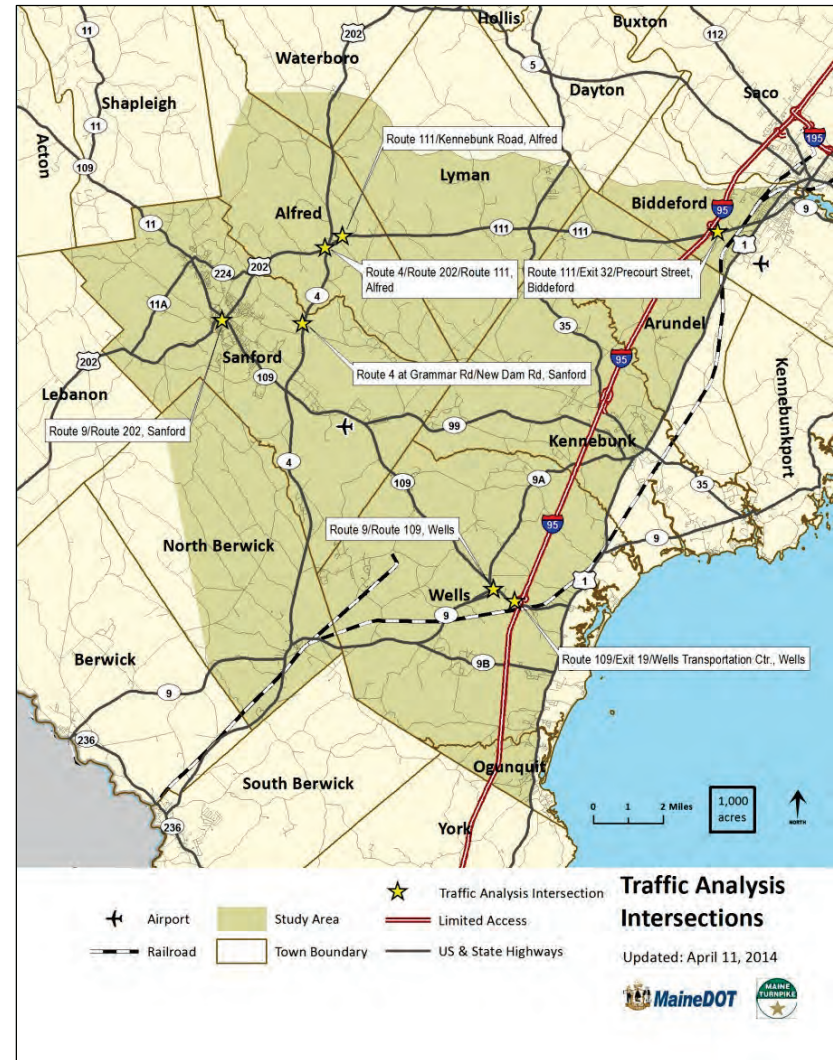 Hollis
Buxton
11
202
Waterboro
112
5
Saco
Shapleigh
Dayton
11
195
Acton
Route 111/Kennebunk Road, Alfred
109
Lyman
Biddeford
95
9
11
Alfred
111
111
1
224
202
Route 4/Route 202/Route 111,
Alfred
Route 111/Exit 32/Precourt Street,
Biddeford
11A
4
Arundel
35
Sanford
Route 4 at Grammar Rd/New Dam Rd, Sanford
95
202
109
Lebanon
Kennebunkport
Route 9/Route 202, Sanford
99
Kennebunk
4
109
9A
35
Route 9/Route 109, Wells
95
9
North Berwick
1
Wells
9
Route 109/Exit 19/Wells Transportation Ctr., Wells
Berwick
9B
9
236
Ogunquit
South Berwick
0 1 2 Miles
1,000
acres
NORTH
236
York
Traffic Analysis Intersection
Traffic Analysis
Intersections
Airport
Study Area
Limited Access
Railroad
Town Boundary
US & State Highways
Updated: April 11, 2014
MaineDOT
MAINE
TURNPIKE